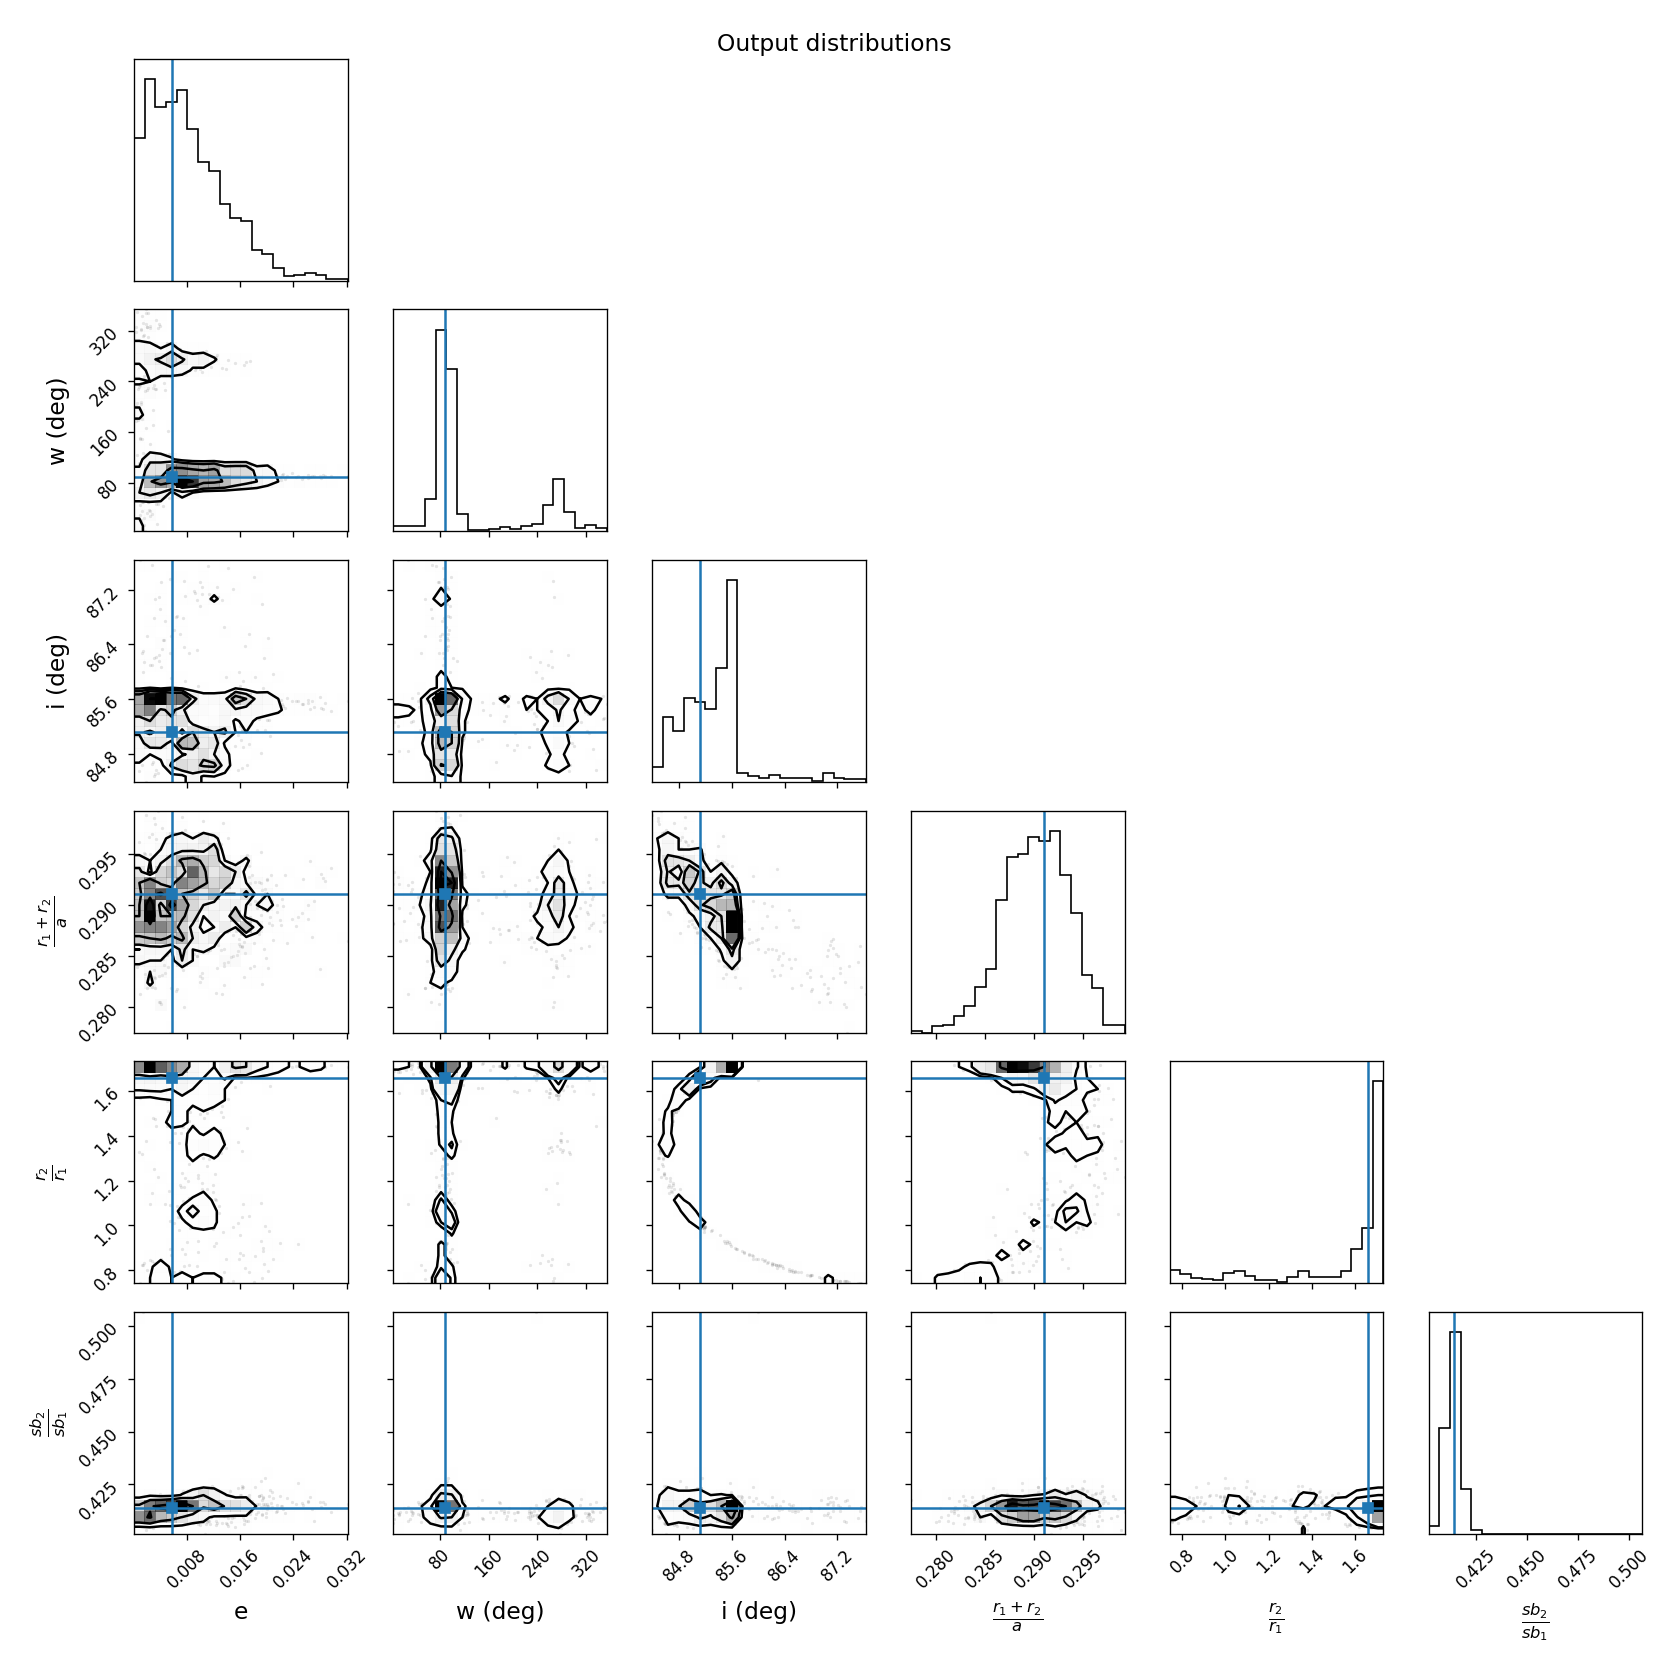 Output distributions
w (deg)
320
240
160
80
i (deg)
87.2
86.4
85.6
84.8
r₁ + r₂
a
0.295
0.290
0.285
0.280
r₂
r₁
1.6
1.4
1.2
1.0
0.8
sb₂
sb₁
0.500
0.475
0.450
0.425
0.008 0.016 0.024 0.032
80 160 240 320
84.8 85.6 86.4 87.2
0.280 0.285 0.290 0.295
0.8 1.0 1.2 1.4 1.6
0.425 0.450 0.475 0.500
e
w (deg)
i (deg)
r₁ + r₂
a
r₂
r₁
sb₂
sb₁